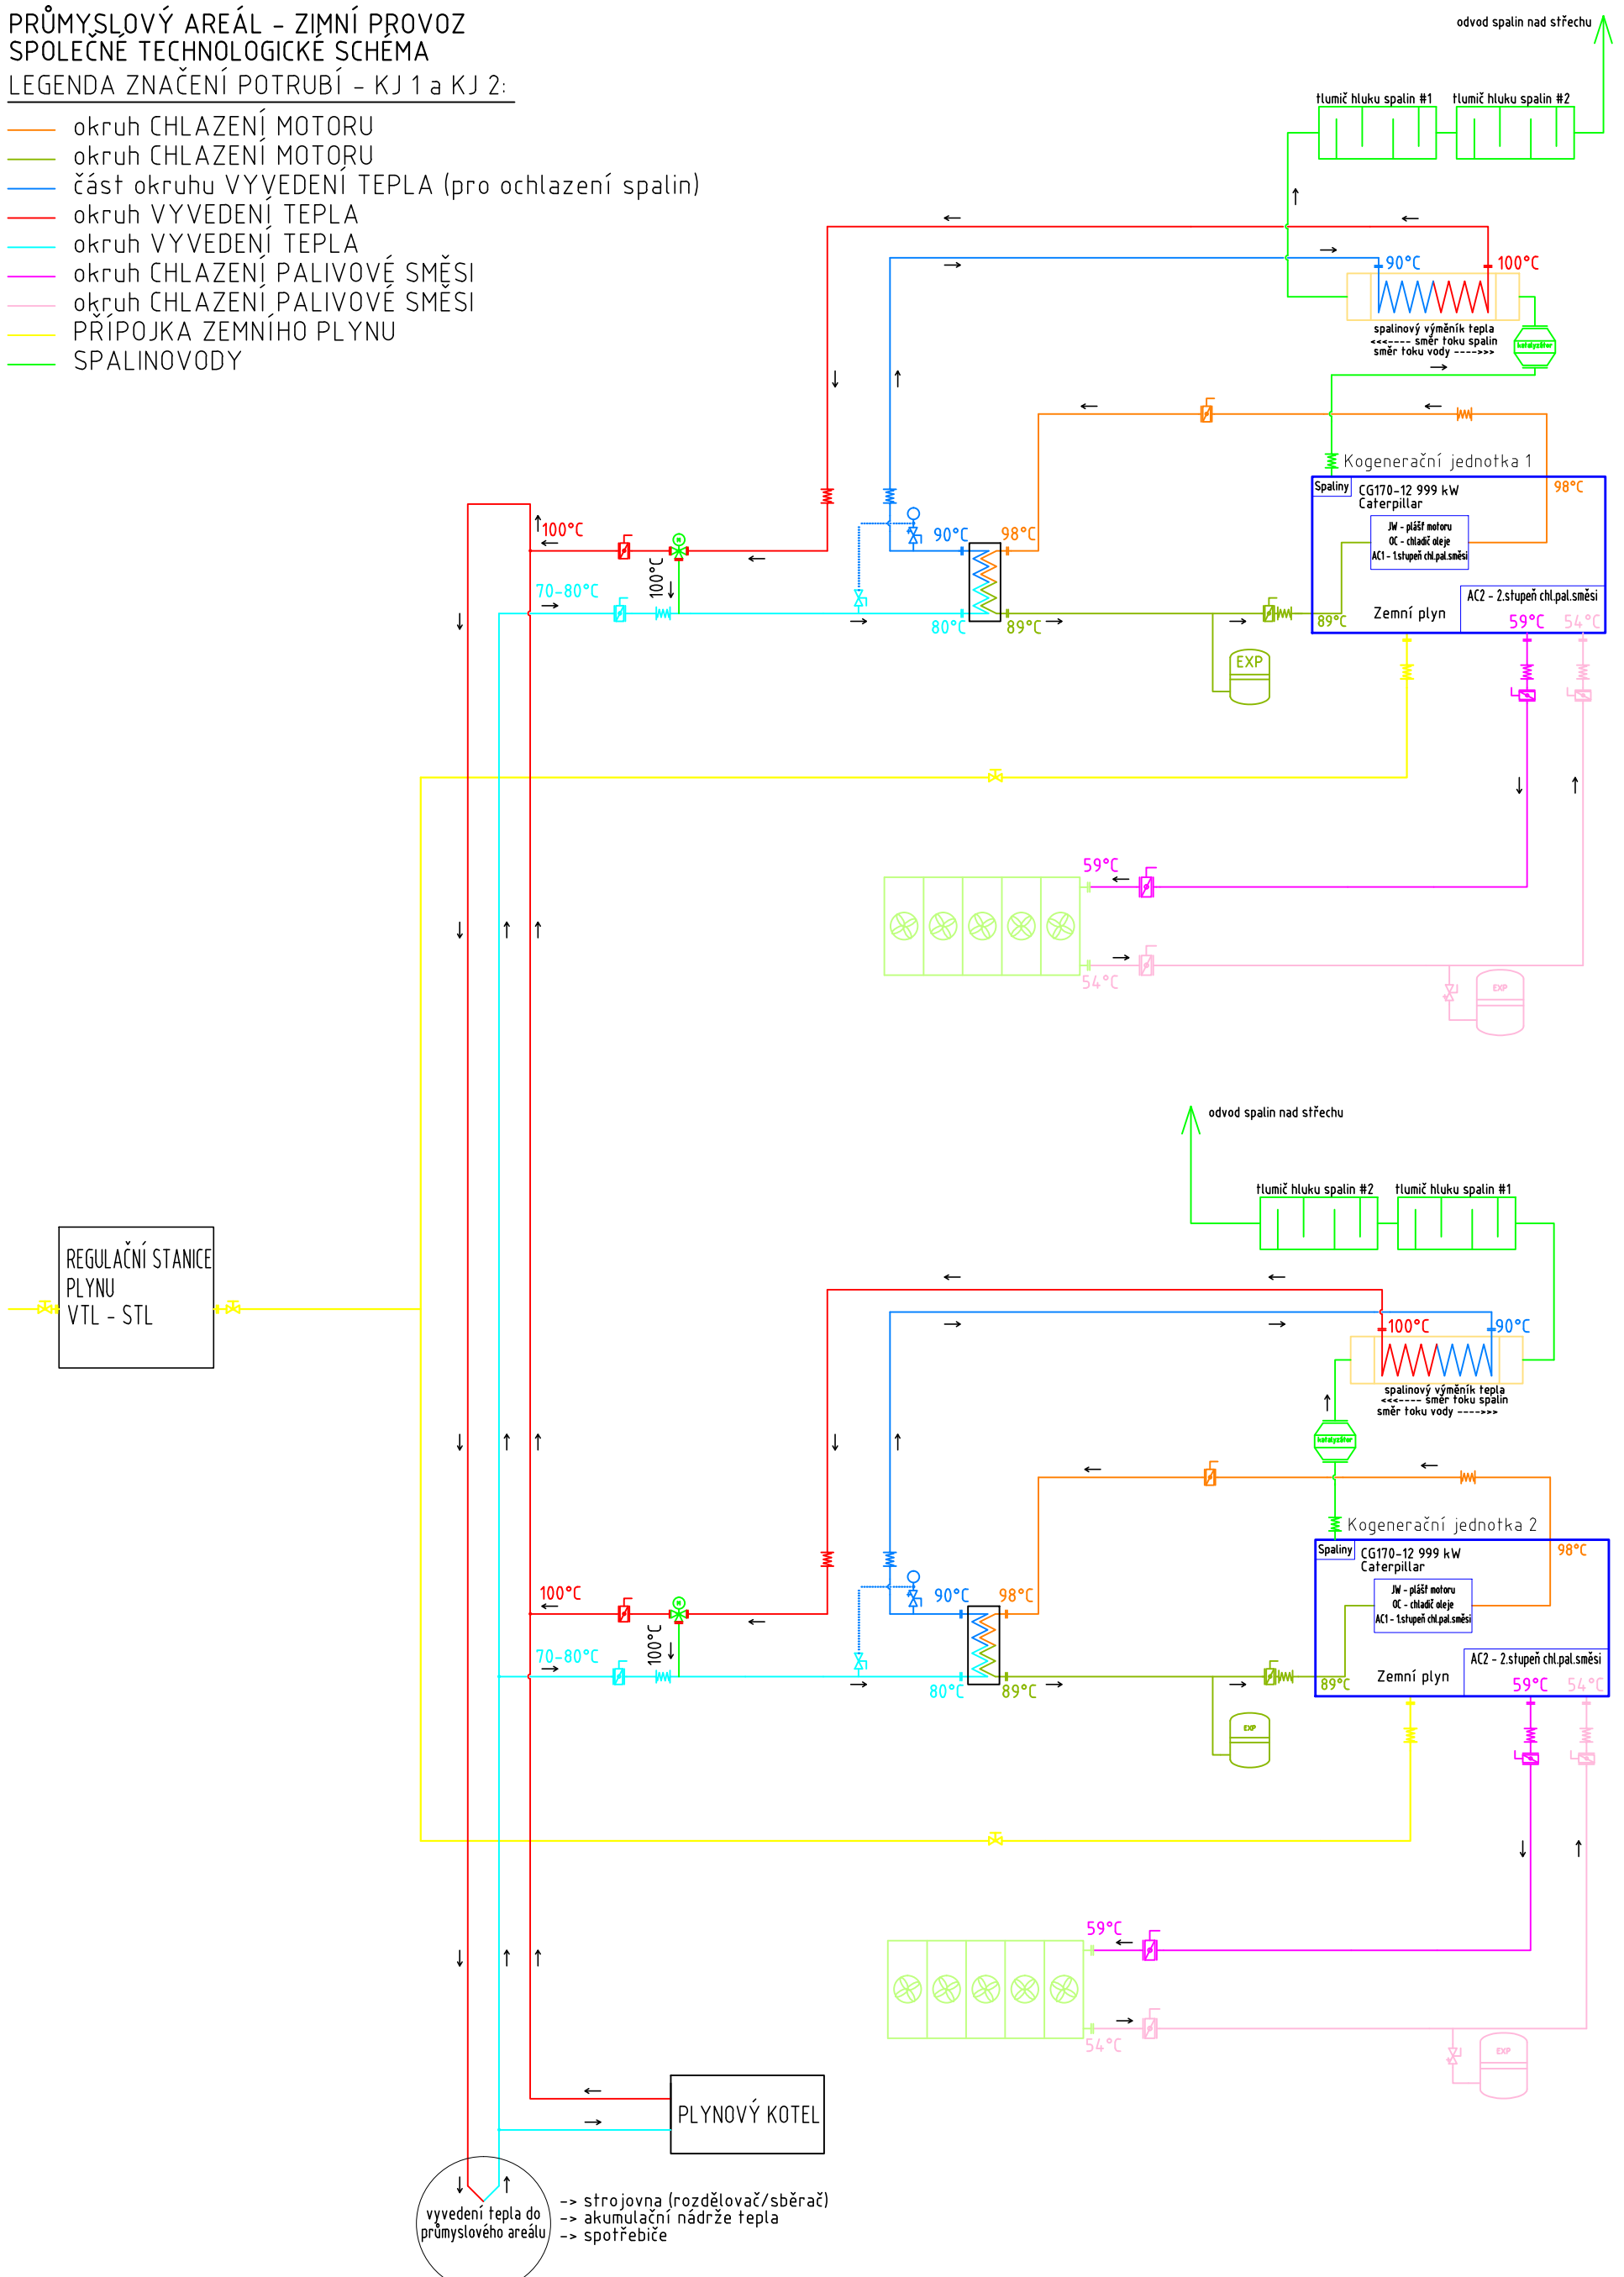 PRŮMYSLOVÝ AREÁL - ZIMNÍ PROVOZ
SPOLEČNÉ TECHNOLOGICKÉ SCHÉMA
LEGENDA ZNAČENÍ POTRUBÍ - KJ 1 a KJ 2:
okruh CHLAZENÍ MOTORU
okruh CHLAZENÍ MOTORU
část okruhu VYVEDENÍ TEPLA (pro ochlazení spalin)
okruh VYVEDENÍ TEPLA
okruh VYVEDENÍ TEPLA
okruh CHLAZENÍ PALIVOVÉ SMĚSI
okruh CHLAZENÍ PALIVOVÉ SMĚSI
PŘÍPOJKA ZEMNÍHO PLYNU
SPALINOVODY
odvod spalin nad střechu
tlumič hluku spalin #1
tlumič hluku spalin #2
90°C
100°C
spalinový výměník tepla
<<<---- směr toku spalin
směr toku vody ---->>>
katalyzátor
Kogenerační jednotka 1
Spaliny
CG170-12 999 kW
Caterpillar
98°C
JW - plášť motoru
OC - chladič oleje
AC1 - 1.stupeň chl.pal.směsi
AC2 - 2.stupeň chl.pal.směsi
Zemní plyn
89°C
59°C
54°C
100°C
100°C
70-80°C
90°C
98°C
80°C
89°C
EXP
59°C
54°C
EXP
odvod spalin nad střechu
tlumič hluku spalin #2
tlumič hluku spalin #1
REGULAČNÍ STANICE
PLYNU
VTL - STL
100°C
90°C
spalinový výměník tepla
<<<---- směr toku spalin
směr toku vody ---->>>
katalyzátor
Kogenerační jednotka 2
Spaliny
CG170-12 999 kW
Caterpillar
98°C
JW - plášť motoru
OC - chladič oleje
AC1 - 1.stupeň chl.pal.směsi
AC2 - 2.stupeň chl.pal.směsi
Zemní plyn
89°C
59°C
54°C
100°C
100°C
70-80°C
90°C
98°C
80°C
89°C
EXP
59°C
54°C
EXP
PLYNOVÝ KOTEL
vyvedení tepla do
průmyslového areálu
-> strojovna (rozdělovač/sběrač)
-> akumulační nádrže tepla
-> spotřebiče